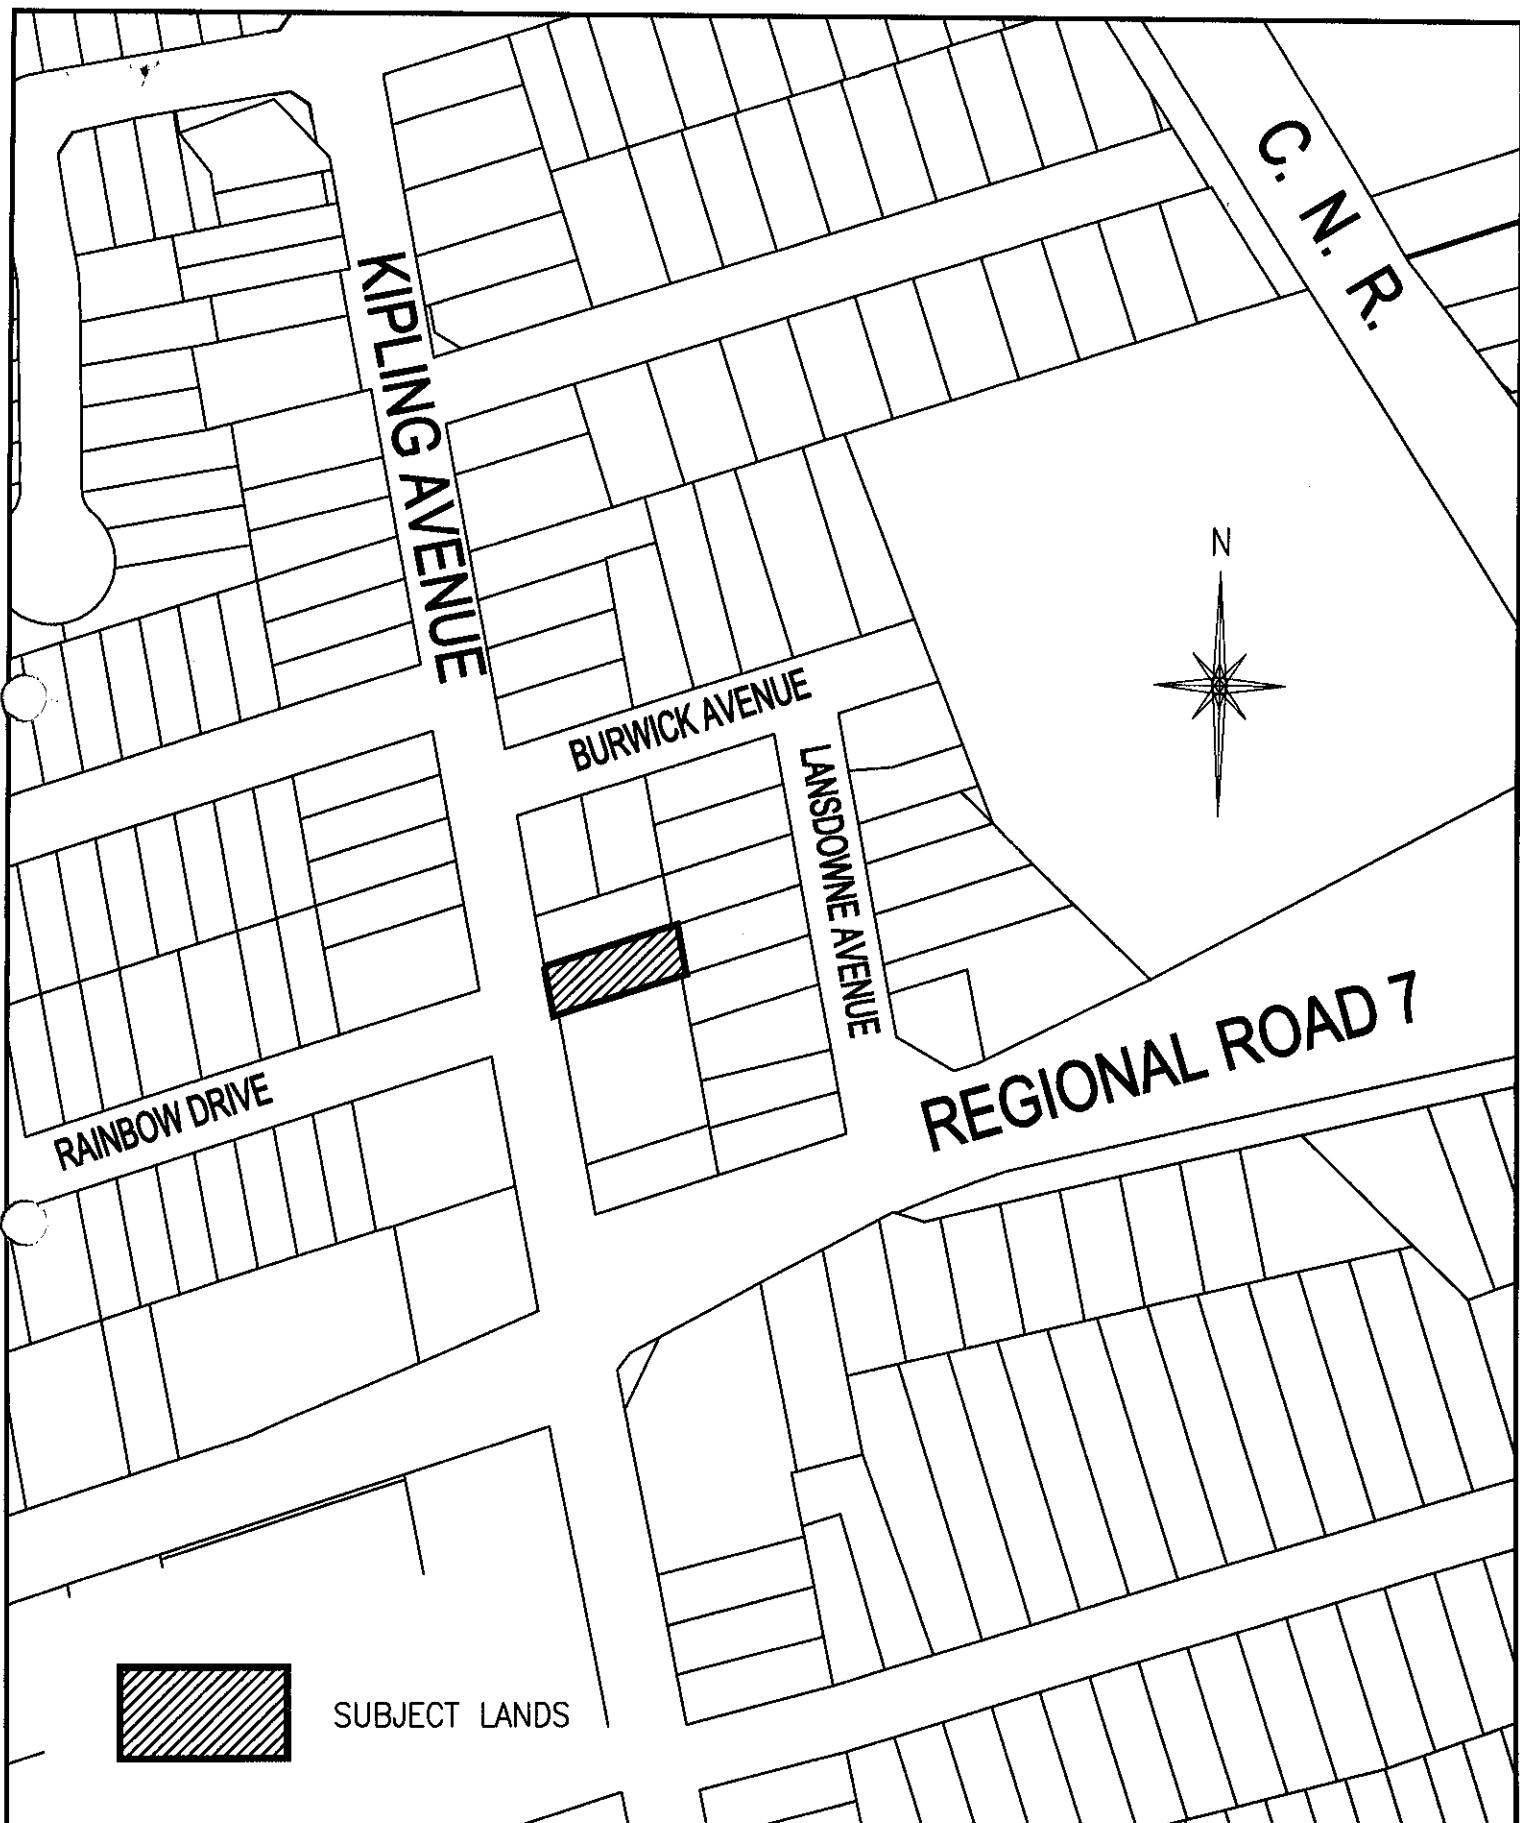 C. N. R.
KIPLING AVENUE
N
BURWICK AVENUE
LANSDOWNE AVENUE
REGIONAL ROAD 7
RAINBOW DRIVE
SUBJECT LANDS